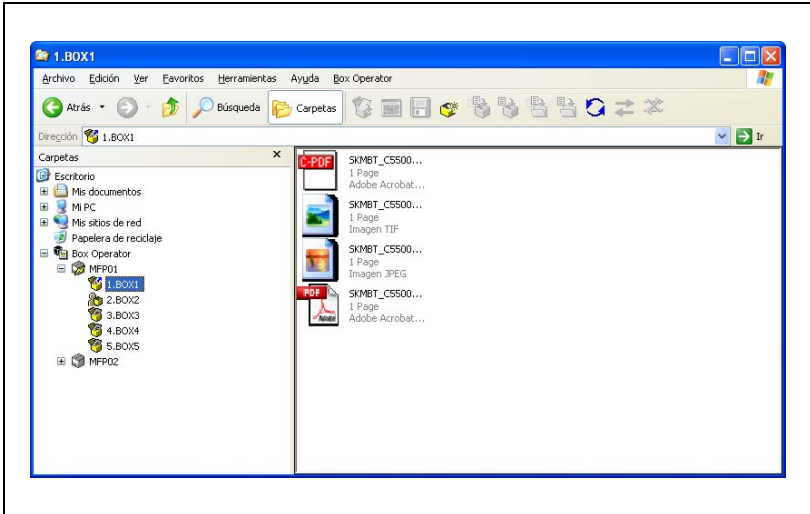 1.BOX1
Archivo Edición Ver Favoritos Herramientas Ayuda Box Operator
Atrás Búsqueda Carpetas
Dirección 1.BOX1 Ir
Carpetas
Escritorio
Mis documentos
Mi PC
Mis sitios de red
Papelera de reciclaje
Box Operator
MFP01
1.BOX1
2.BOX2
3.BOX3
4.BOX4
5.BOX5
MFP02
C-PDF
SKMBT_C5500...
1 Page
Adobe Acrobat...
SKMBT_C5500...
1 Page
Imagen TIF
SKMBT_C5500...
1 Page
Imagen JPEG
PDF
Adobe
SKMBT_C5500...
1 Page
Adobe Acrobat...